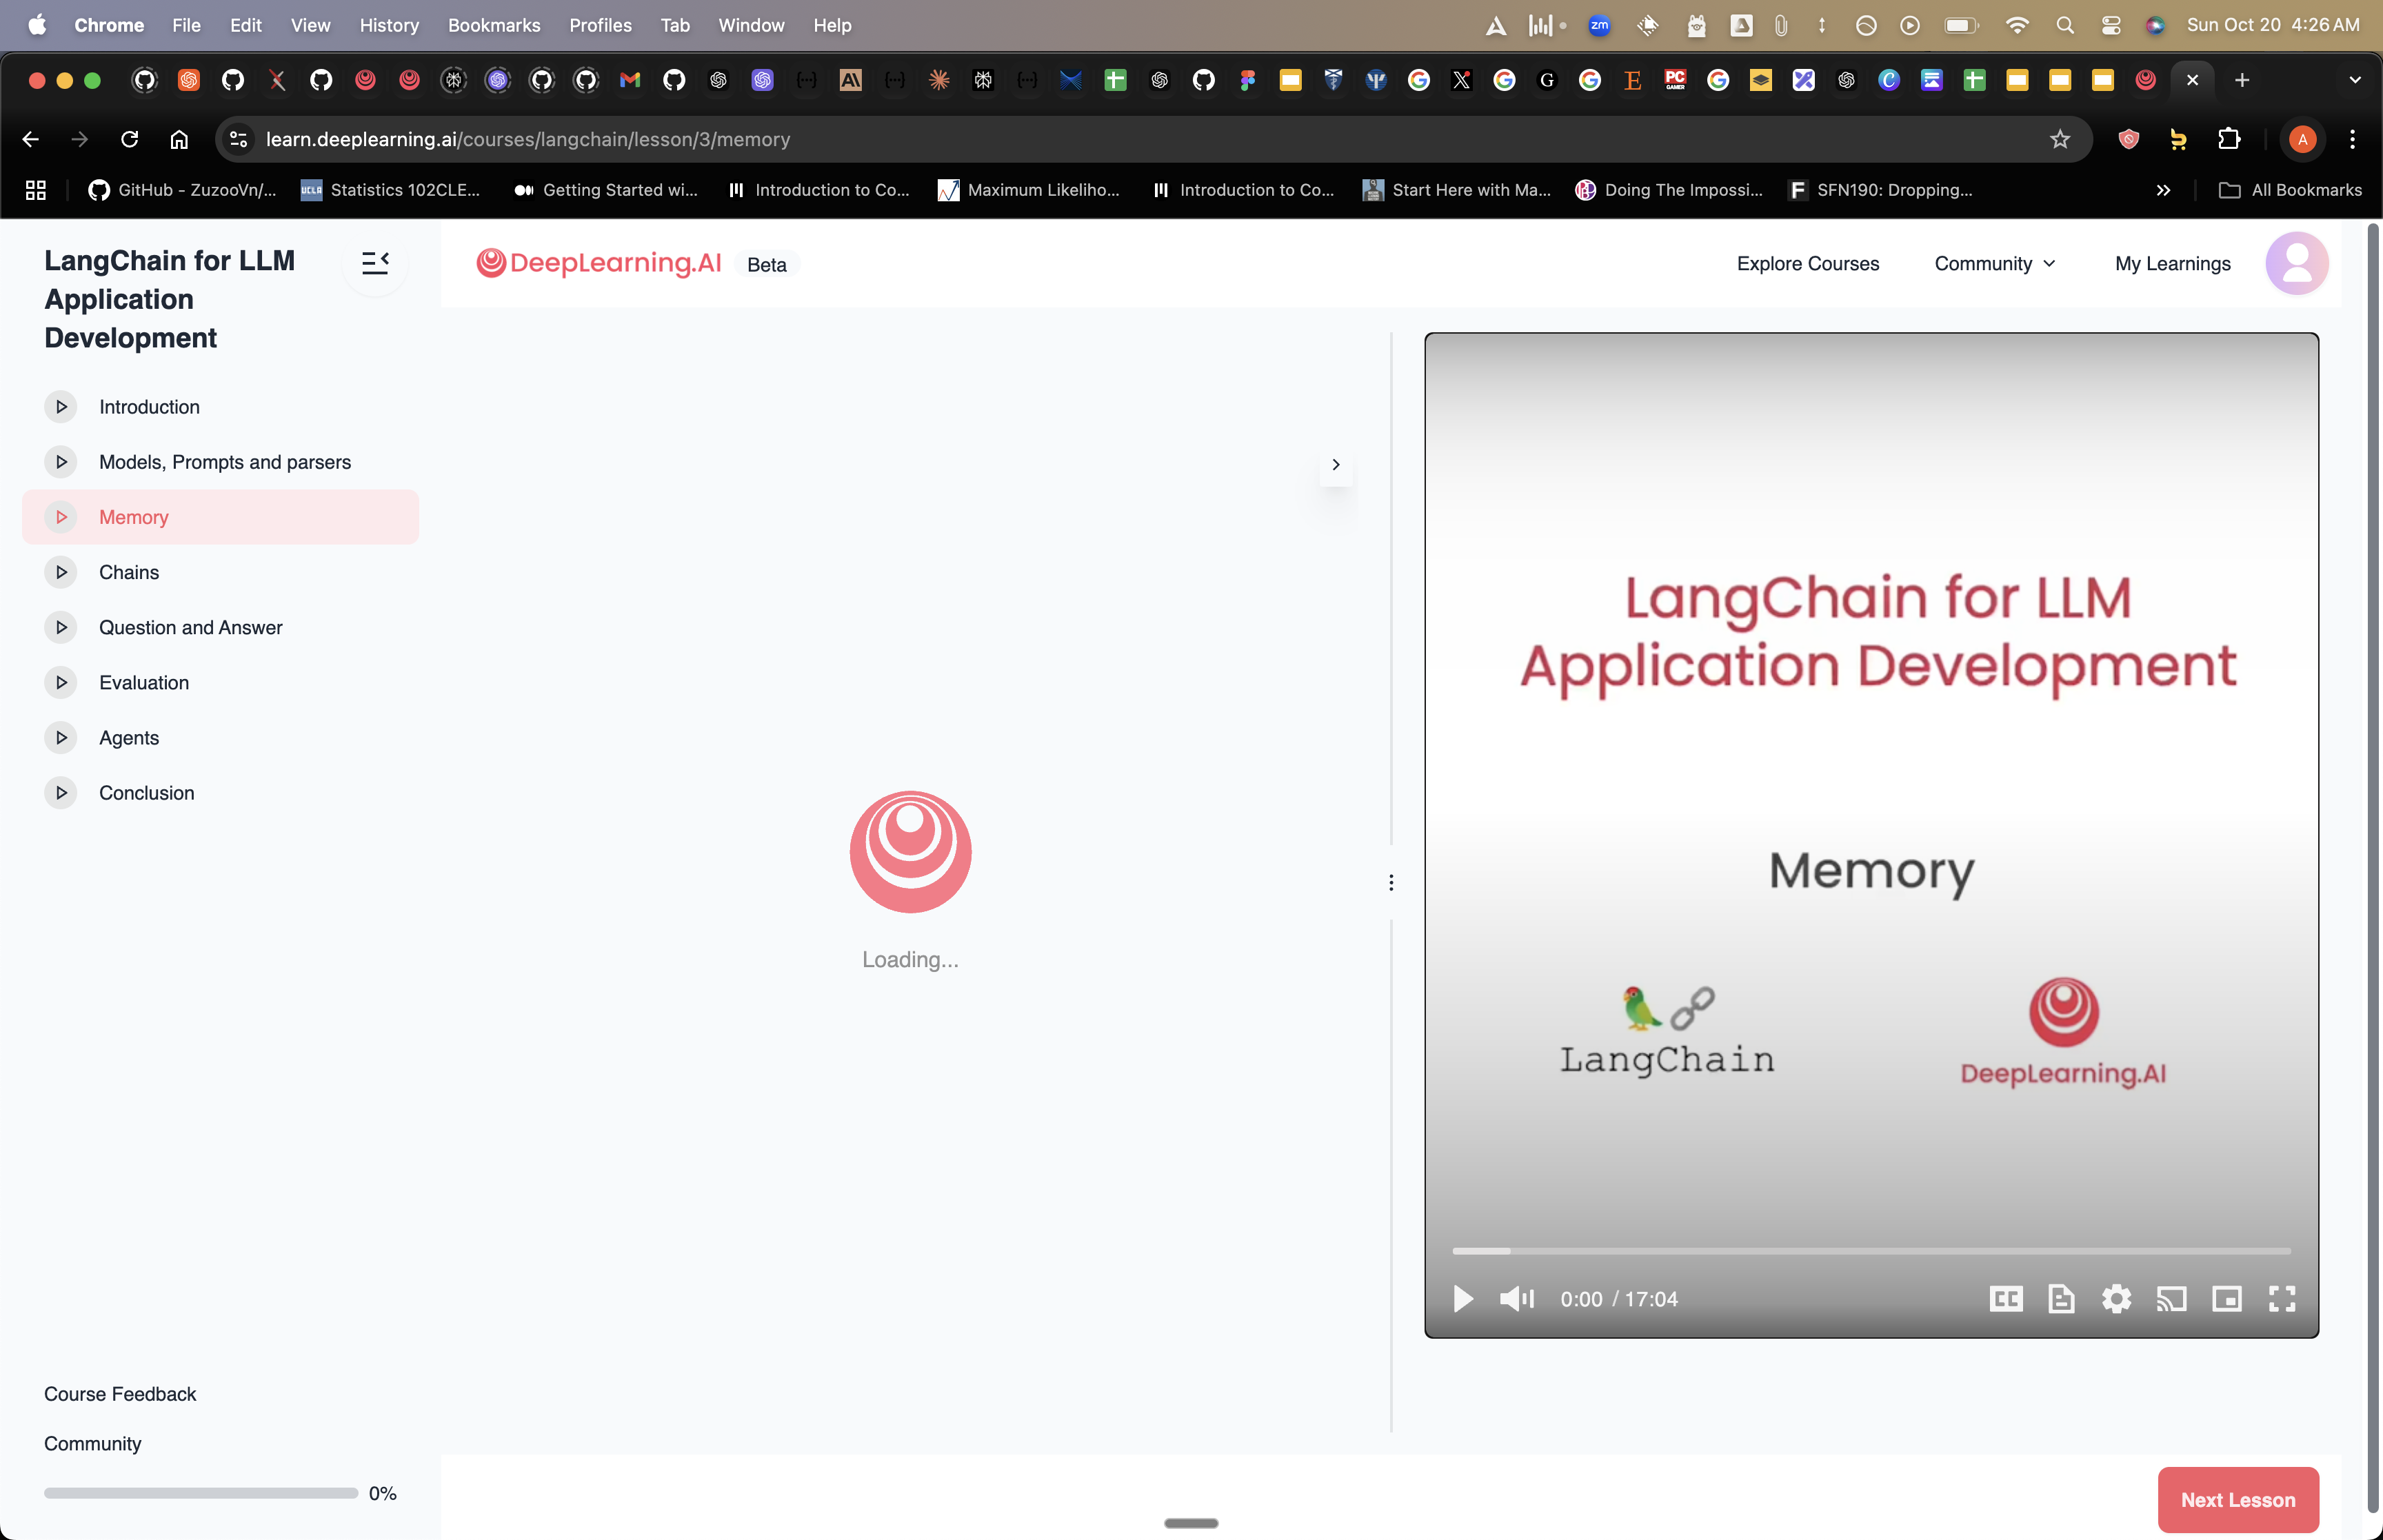 Chrome File Edit View History Bookmarks Profiles Tab Window Help
zm
Sun Oct 20 4:26 AM
learn.deeplearning.ai/courses/langchain/lesson/3/memory
A
GitHub - ZuzooVn/...
UCLA Statistics 102CLE...
Getting Started wi...
Introduction to Co...
Maximum Likeliho...
Introduction to Co...
Start Here with Ma...
Doing The Impossi...
F SFN190: Dropping...
All Bookmarks
LangChain for LLM
Application
Development
Introduction
Models, Prompts and parsers
Memory
Chains
Question and Answer
Evaluation
Agents
Conclusion
Course Feedback
Community
0%
DeepLearning.AI Beta
Explore Courses Community My Learnings
Loading...
LangChain for LLM
Application Development
Memory
LangChain
DeepLearning.AI
0:00 / 17:04
CC
Next Lesson